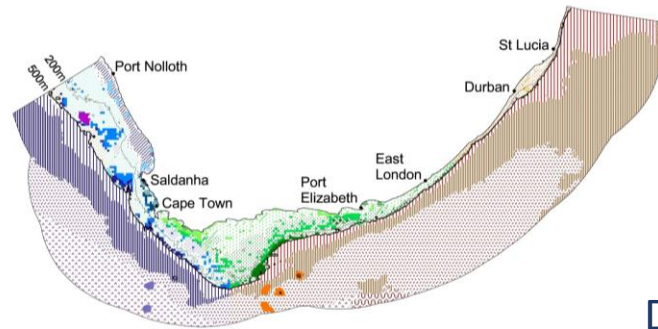 St Lucia
200m
500m
Port Nolloth
Durban
East
London
Port
Elizabeth
Saldanha
Cape Town